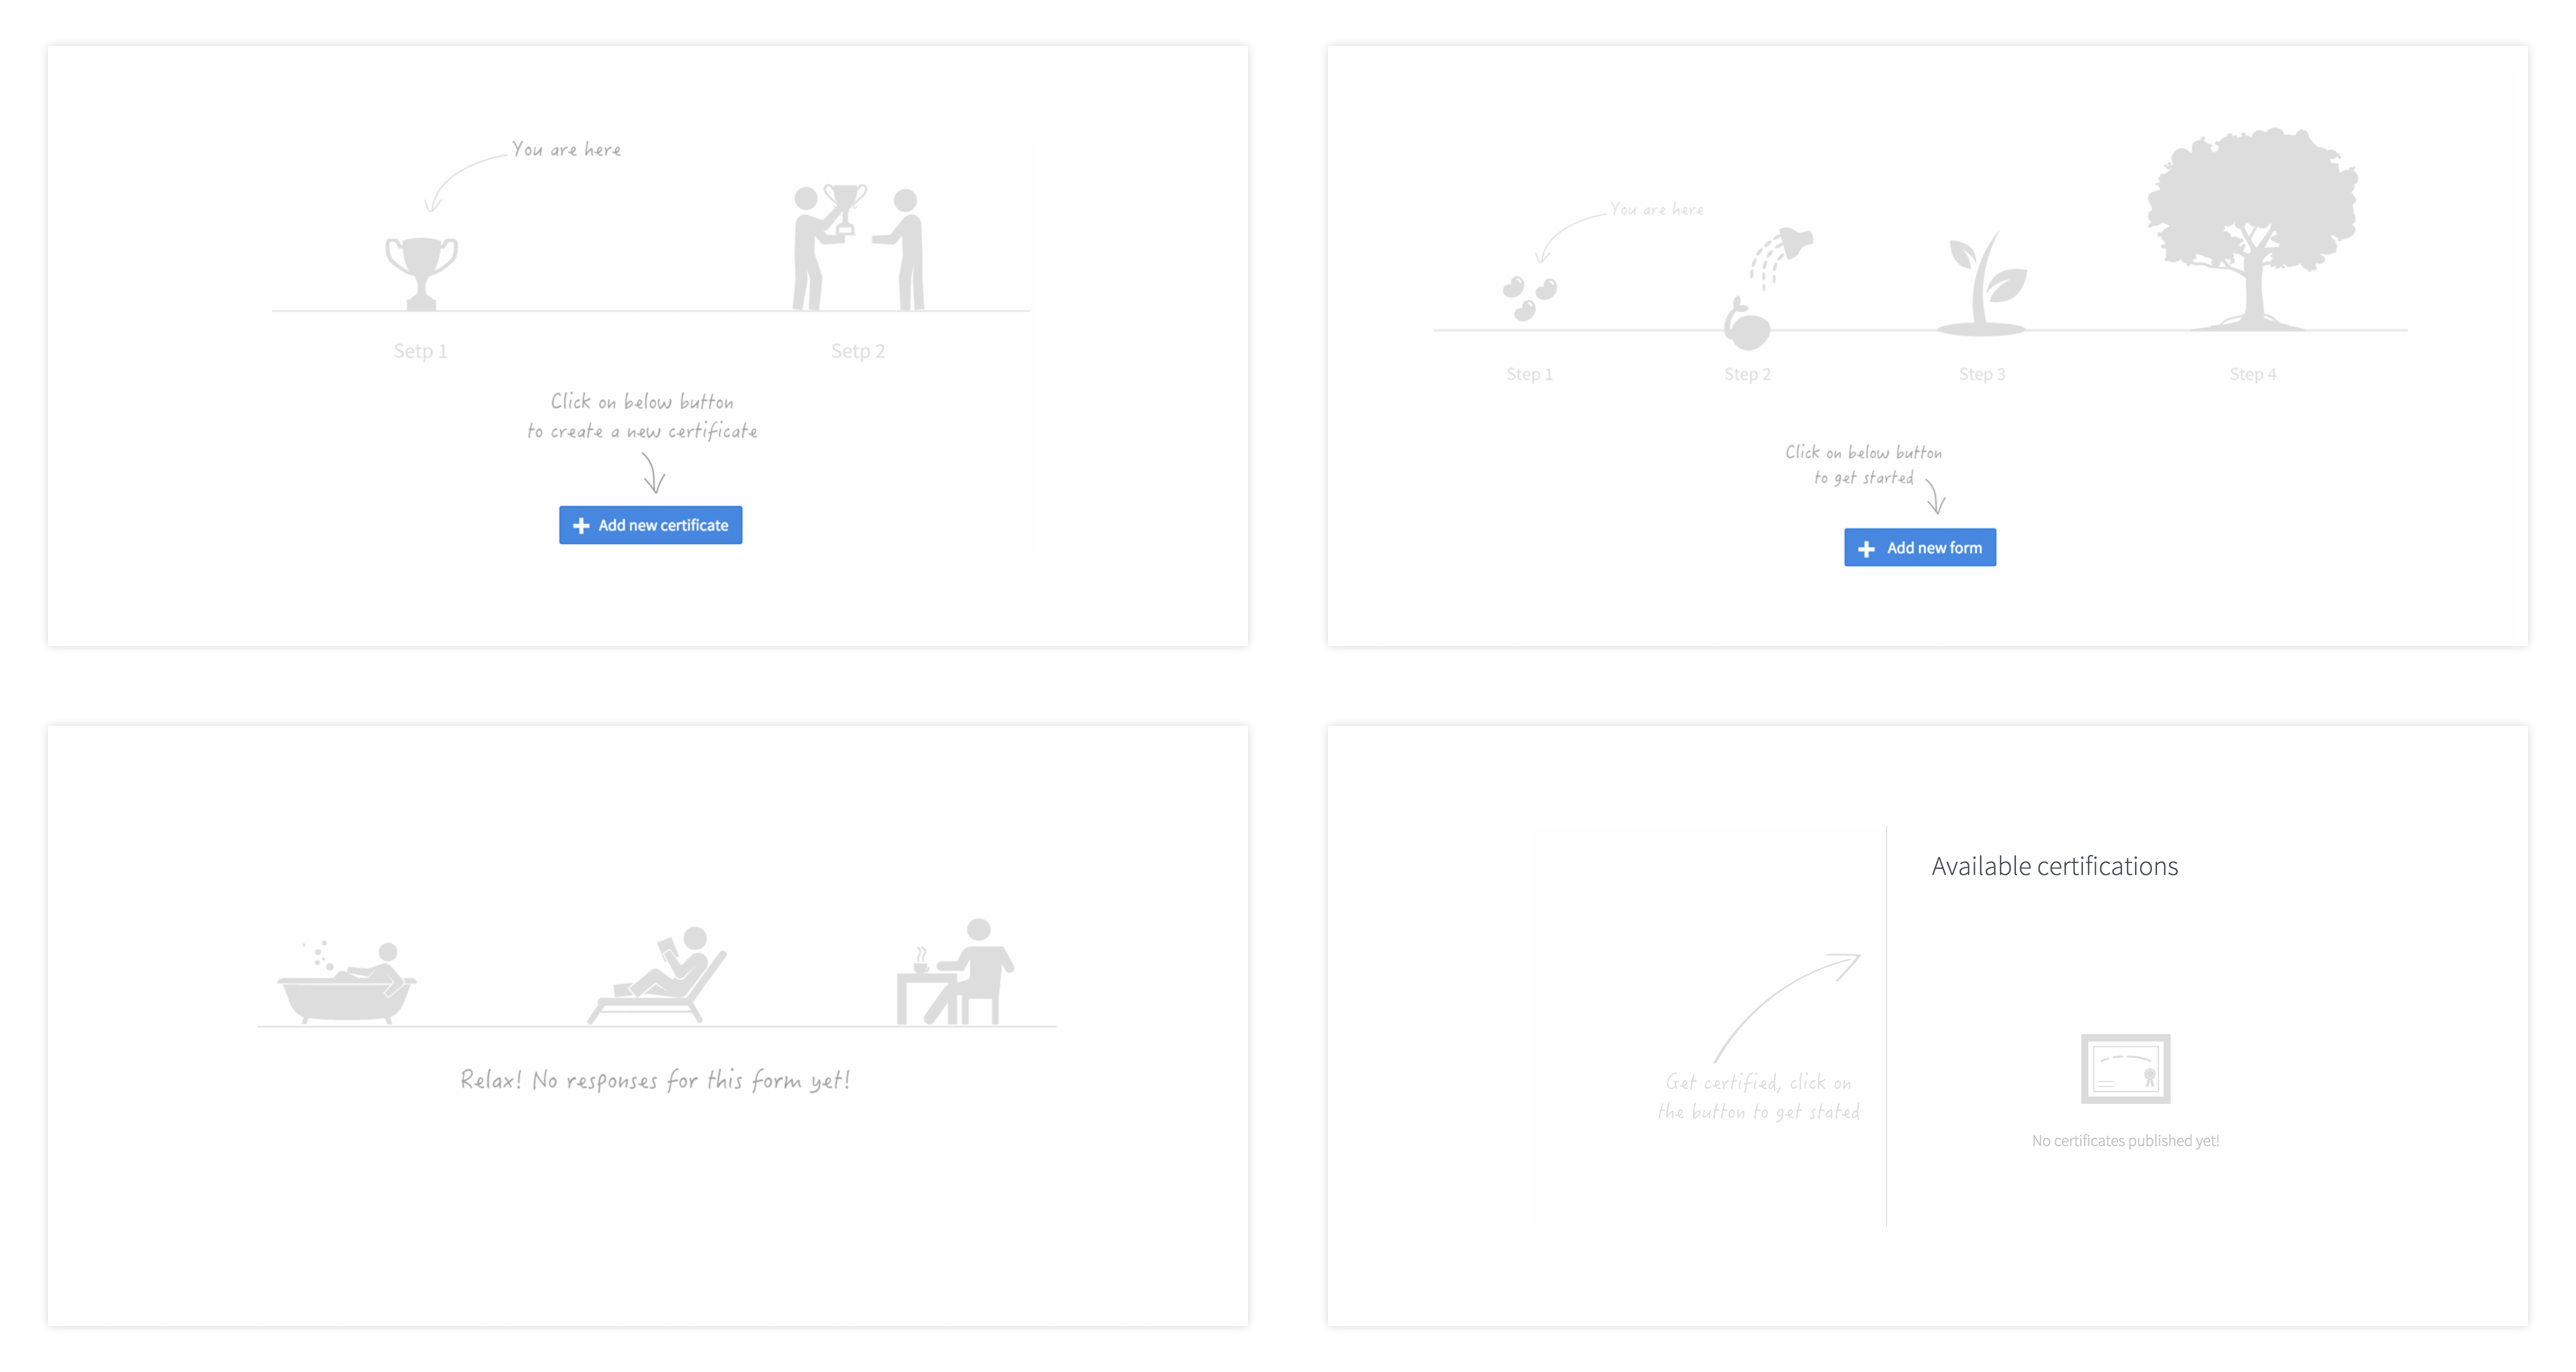 You are here
Setp 1
Setp 2
Click on below button
to create a new certificate
Add new certificate
You are here
Step 1
Step 2
Step 3
Step 4
Click on below button
to get started
Add new form
Relax! No responses for this form yet!
Available certifications
Get certified, click on
the button to get stated
No certificates published yet!